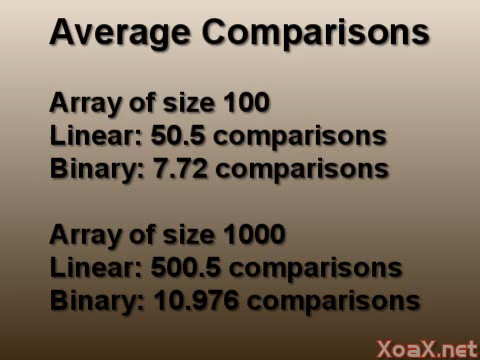 Average Comparisons
Array of size 100
Linear: 50.5 comparisons
Binary: 7.72 comparisons
Array of size 1000
Linear: 500.5 comparisons
Binary: 10.976 comparisons
XoaX.net